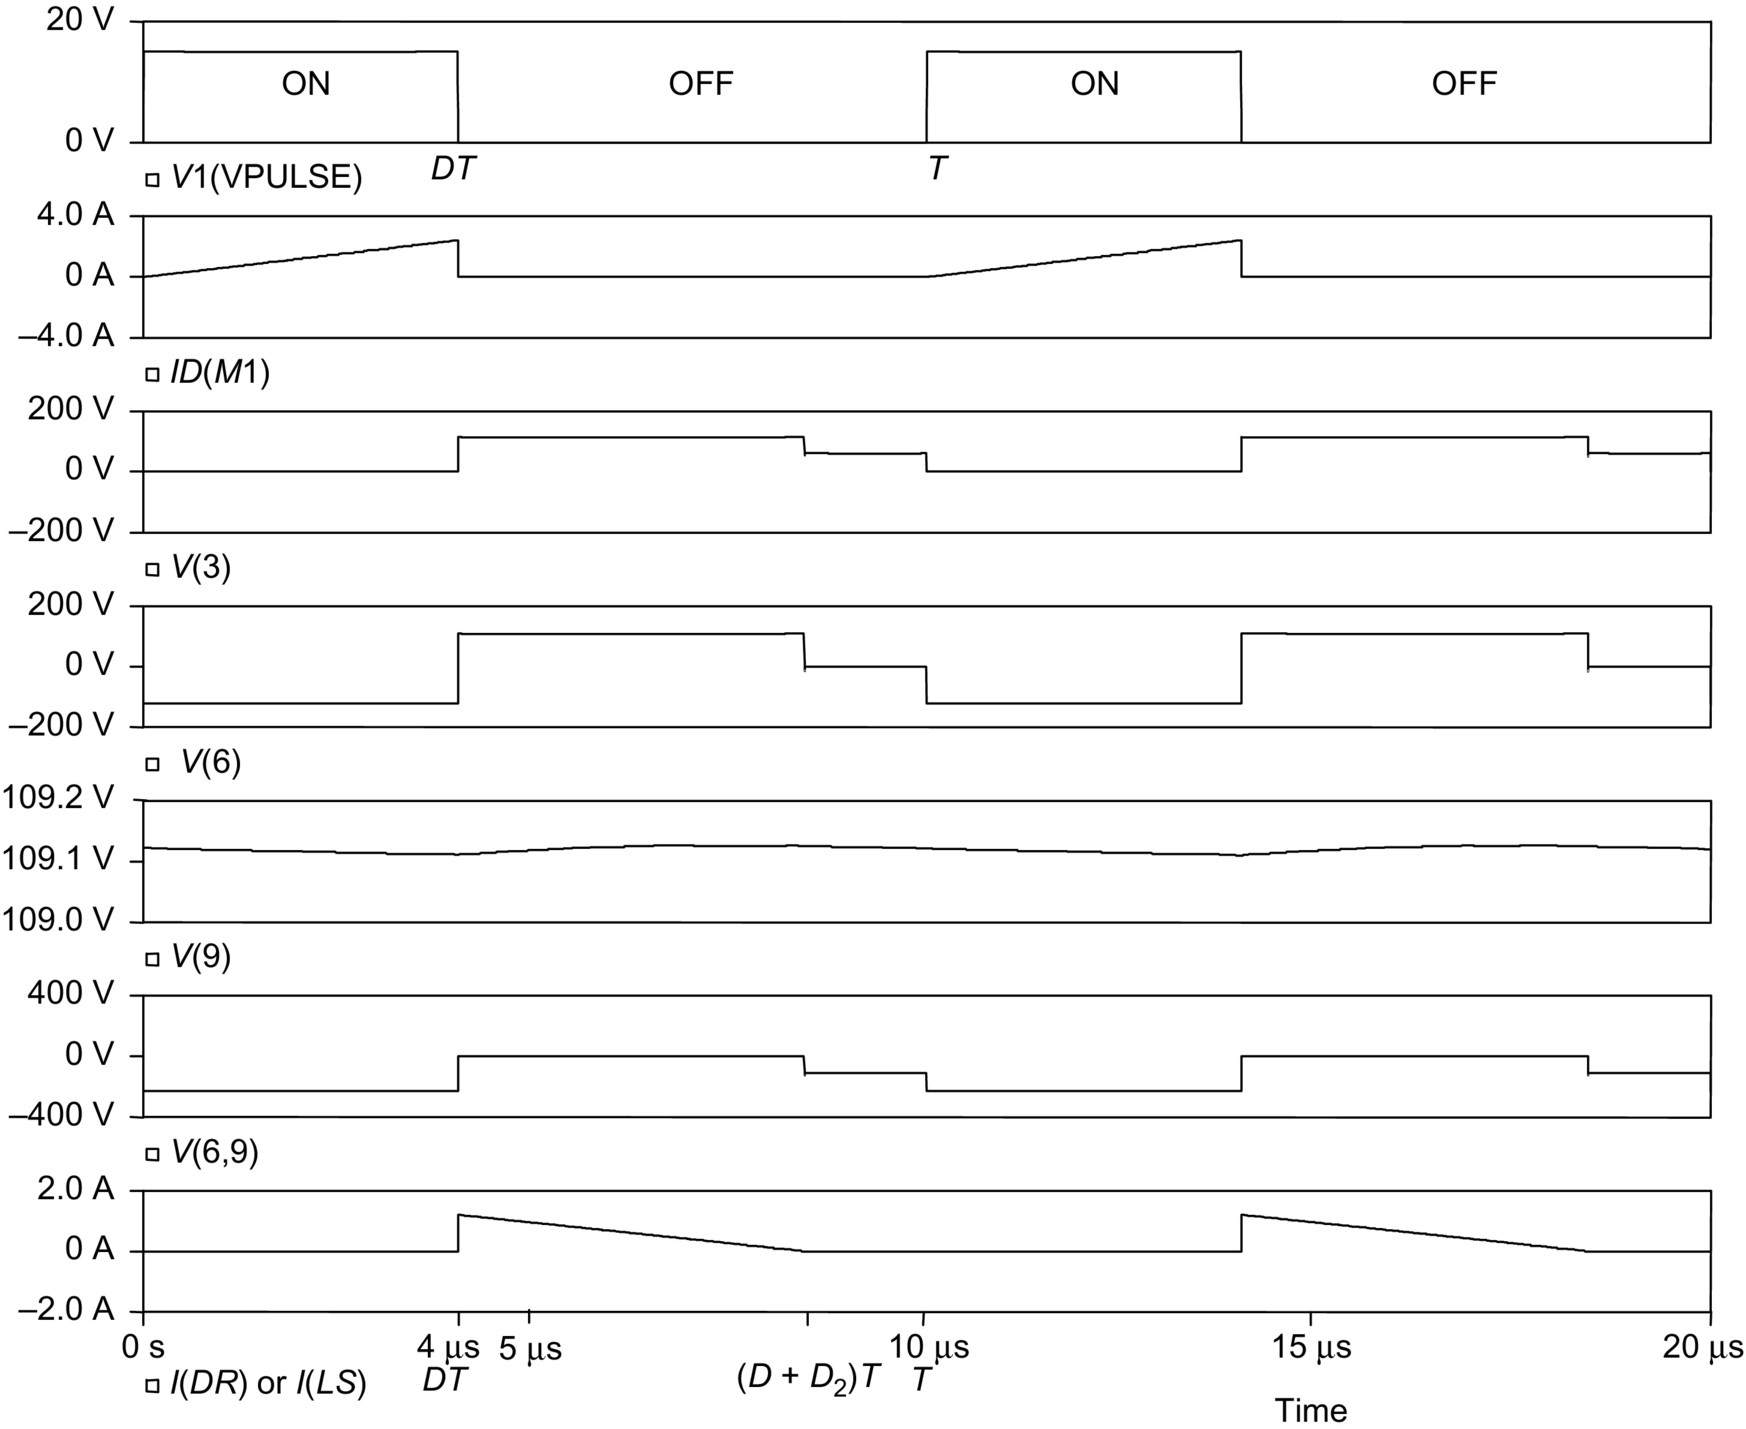 20 V
ON OFF ON OFF
0 V
DT T
□ V1(VPULSE)
4.0 A
0 A
–4.0 A
□ ID(M1)
200 V
0 V
–200 V
□ V(3)
200 V
0 V
–200 V
□ V(6)
109.2 V
109.1 V
109.0 V
□ V(9)
400 V
0 V
–400 V
□ V(6,9)
2.0 A
0 A
–2.0 A
0 s 4 μs 5 μs 10 μs 15 μs 20 μs
□ I(DR) or I(LS) DT (D + D2)T T
Time